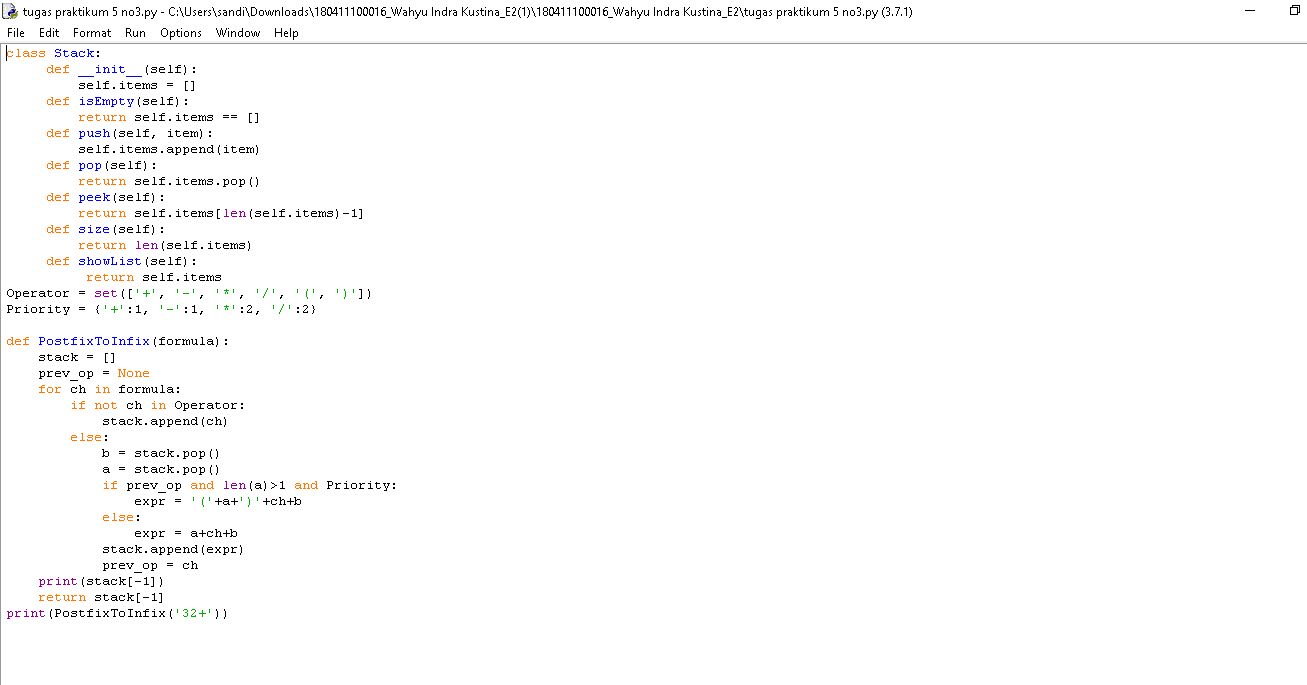 tugas praktikum 5 no3.py - C:\Users\sandi\Downloads\180411100016_Wahyu Indra Kustina_E2(1)\180411100016_Wahyu Indra Kustina_E2\tugas praktikum 5 no3.py (3.7.1)
File Edit Format Run Options Window Help
class Stack:
     def __init__(self):
         self.items = []
     def isEmpty(self):
         return self.items == []
     def push(self, item):
         self.items.append(item)
     def pop(self):
         return self.items.pop()
     def peek(self):
         return self.items[len(self.items)-1]
     def size(self):
         return len(self.items)
     def showList(self):
          return self.items
Operator = set(['+', '-', '*', '/', '(', ')'])
Priority = {'+':1, '-':1, '*':2, '/':2}

def PostfixToInfix(formula):
    stack = []
    prev_op = None
    for ch in formula:
        if not ch in Operator:
            stack.append(ch)
        else:
            b = stack.pop()
            a = stack.pop()
            if prev_op and len(a)>1 and Priority:
                expr = '('+a+')'+ch+b
            else:
                expr = a+ch+b
            stack.append(expr)
            prev_op = ch
    print(stack[-1])
    return stack[-1]
print(PostfixToInfix('32+'))